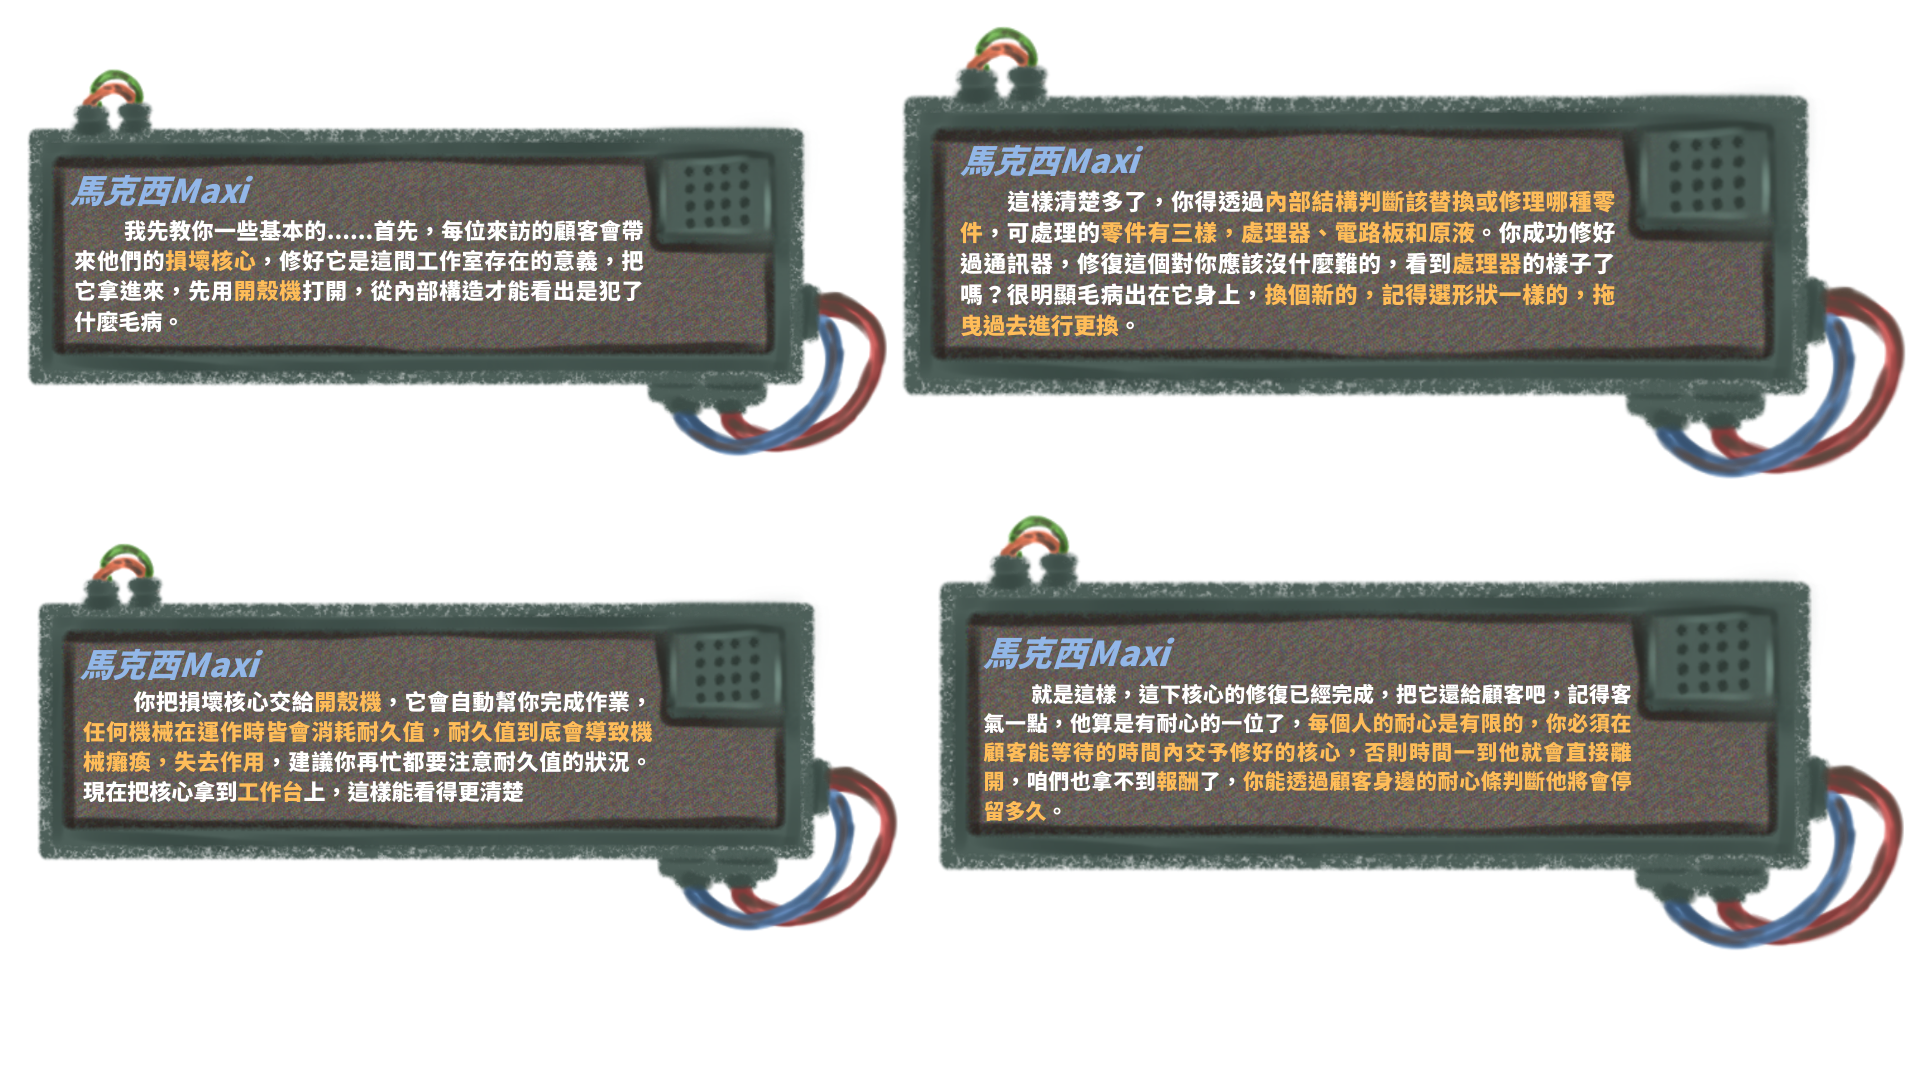 馬克西Maxi
我先教你一些基本的......首先，每位來訪的顧客會帶
來他們的損壞核心，修好它是這間工作室存在的意義，把
它拿進來，先用開殼機打開，從內部構造才能看出是犯了
什麼毛病。
馬克西Maxi
這樣清楚多了，你得透過內部結構判斷該替換或修理哪種零
件，可處理的零件有三樣，處理器、電路板和原液。你成功修好
過通訊器，修復這個對你應該沒什麼難的，看到處理器的樣子了
嗎？很明顯毛病出在它身上，換個新的，記得選形狀一樣的，拖
曳過去進行更換。
馬克西Maxi
你把損壞核心交給開殼機，它會自動幫你完成作業，
任何機械在運作時皆會消耗耐久值，耐久值到底會導致機
械癱瘓，失去作用，建議你再忙都要注意耐久值的狀況。
現在把核心拿到工作台上，這樣能看得更清楚
馬克西Maxi
就是這樣，這下核心的修復已經完成，把它還給顧客吧，記得客
氣一點，他算是有耐心的一位了，每個人的耐心是有限的，你必須在
顧客能等待的時間內交予修好的核心，否則時間一到他就會直接離
開，咱們也拿不到報酬了，你能透過顧客身邊的耐心條判斷他將會停
留多久。